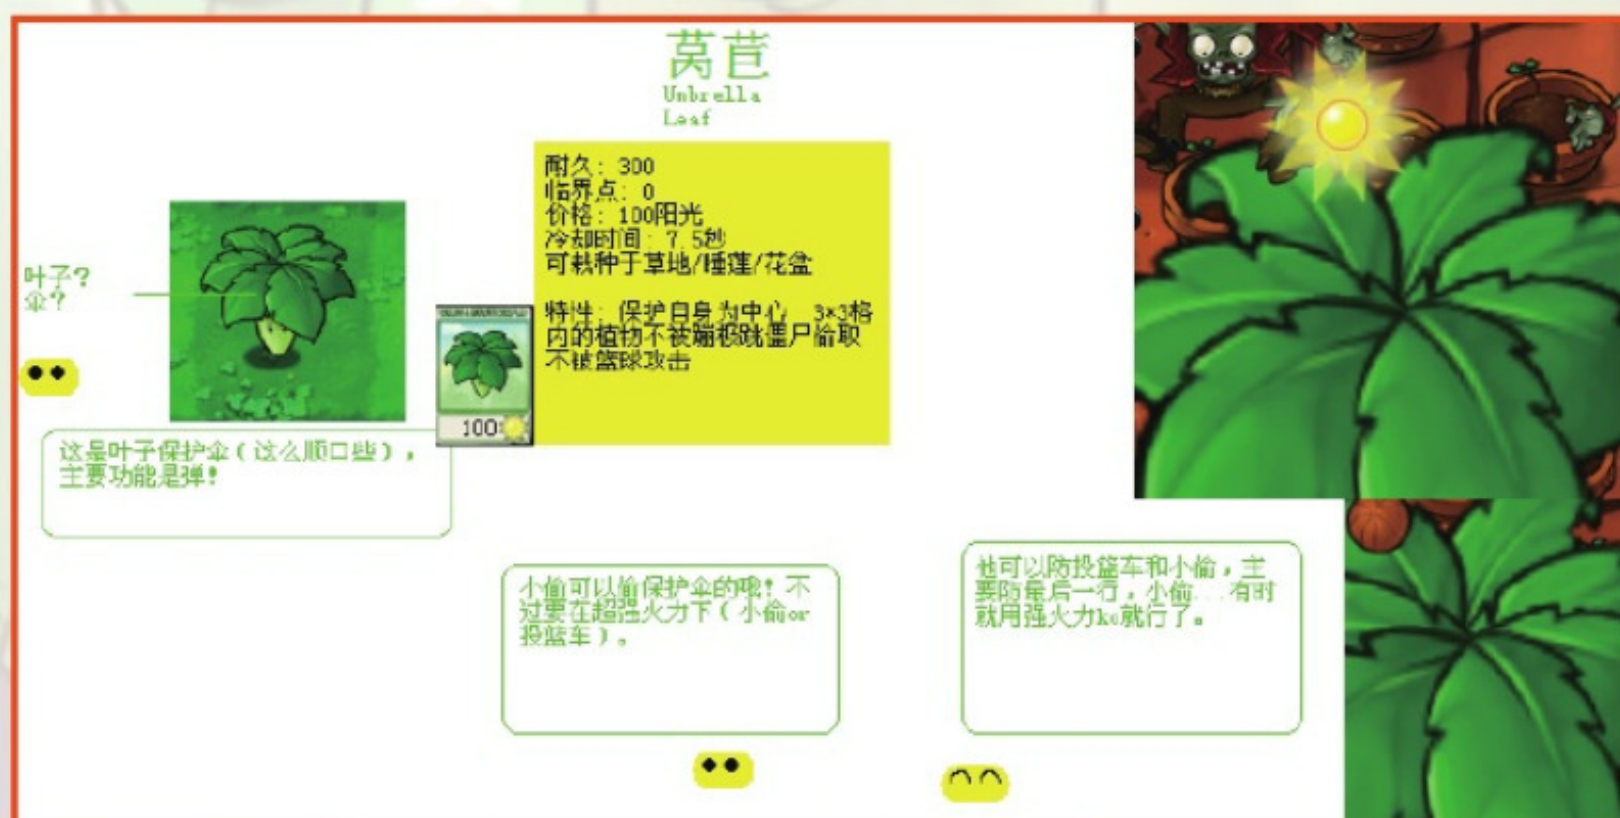 莴苣
Umbrella
Leaf
耐久：300
临界点：0
价格：100阳光
冷却时间：7.5秒
可栽种于草地/睡莲/花盆
特性：保护自身为中心 3*3格
内的植物不被蹦极跳僵尸偷取
不被篮球攻击
叶子？
伞？
100
这是叶子保护伞（这么顺口些），
主要功能是弹！
小偷可以偷保护伞的哦！不
过要在超强火力下（小偷or
投篮车）。
他可以防投篮车和小偷，主
要防最后一行，小偷...有时
就用强火力ko就行了。